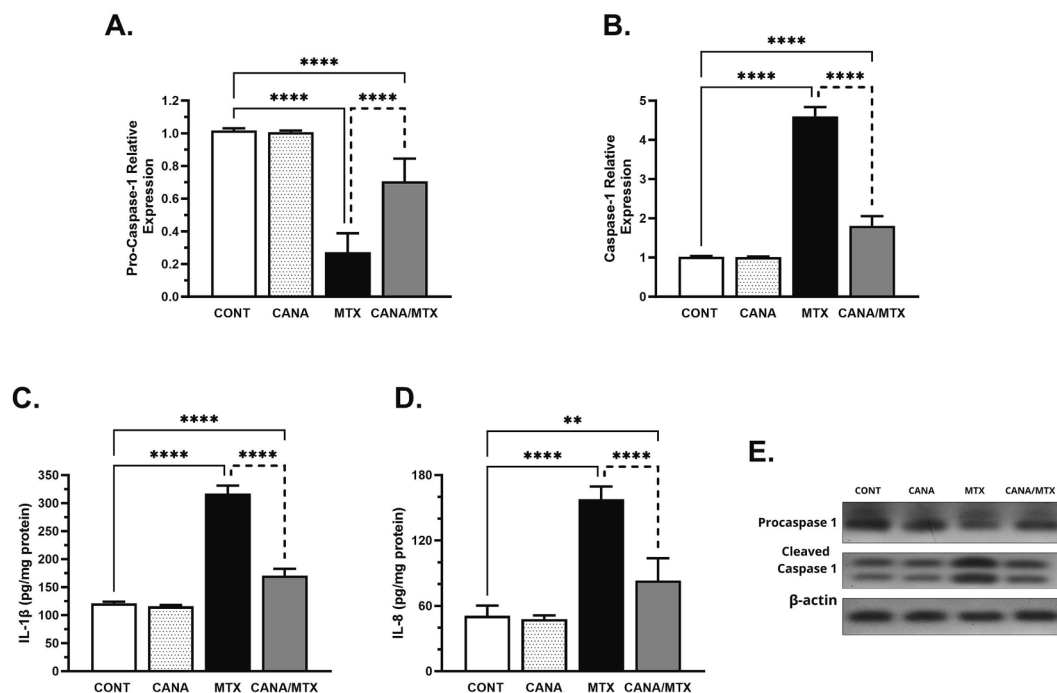 A.
****
****
****
Pro-Caspase-1 Relative
Expression
1.2
1.0
0.8
0.6
0.4
0.2
0.0
CONT CANA MTX CANA/MTX
B.
****
****
****
Caspase-1 Relative
Expression
5
4
3
2
1
0
CONT CANA MTX CANA/MTX
C.
****
****
****
IL-1β (pg/mg protein)
350
300
250
200
150
100
50
0
CONT CANA MTX CANA/MTX
D.
**
****
****
IL-8 (pg/mg protein)
180
140
100
60
20
0
CONT CANA MTX CANA/MTX
E.
CONT CANA MTX CANA/MTX
Procaspase 1
Cleaved
Caspase 1
β-actin